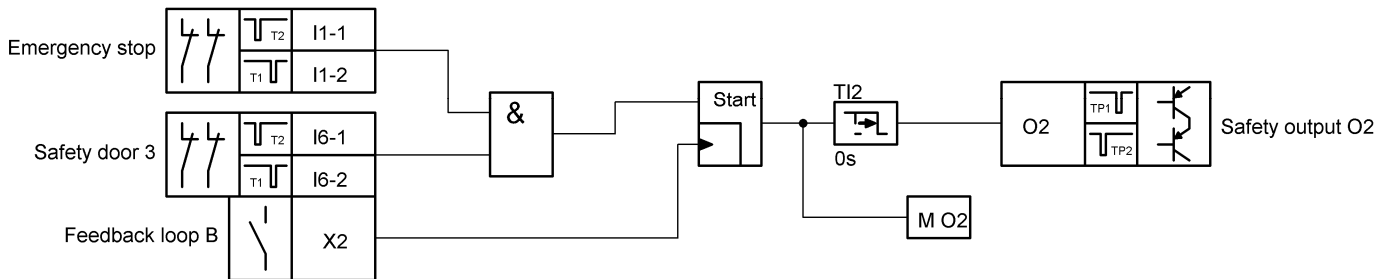 Emergency stop
T2
I1-1
T1
I1-2
Safety door 3
T2
I6-1
T1
I6-2
Feedback loop B
X2
&
Start
TI2
0s
O2
TP1
TP2
Safety output O2
M O2